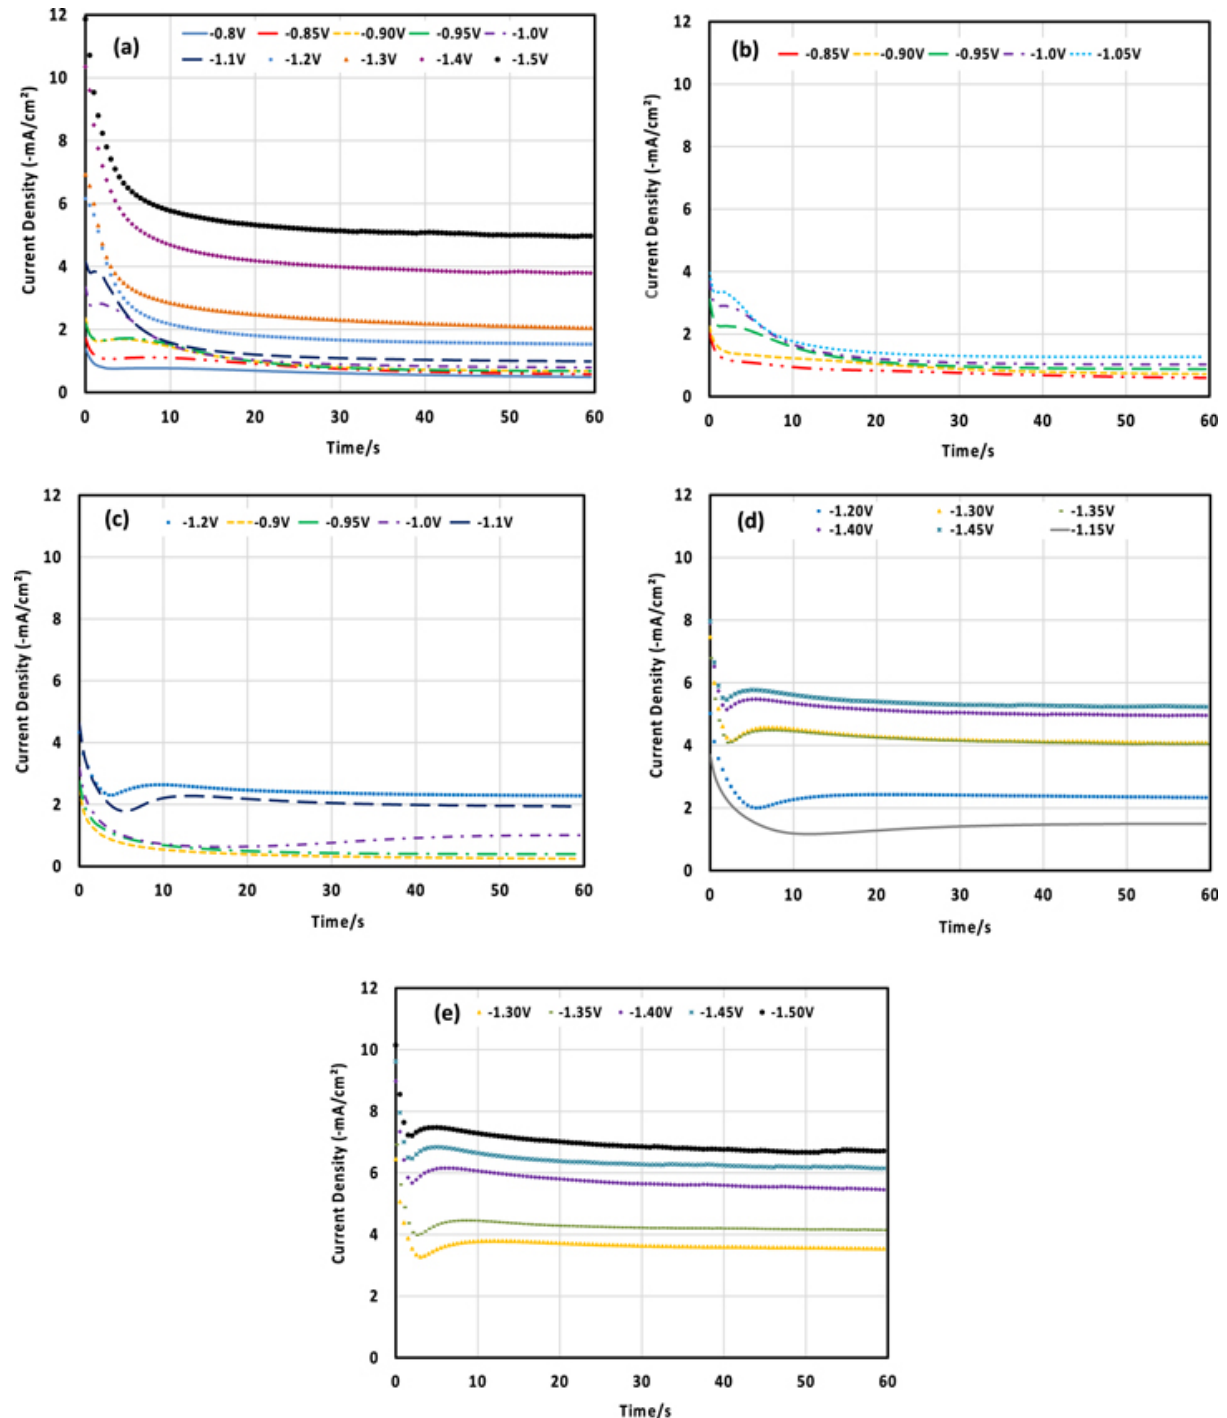 (a)
-0.8V -0.85V -0.90V -0.95V -1.0V
-1.1V -1.2V -1.3V -1.4V -1.5V
Current Density (-mA/cm²)
12
10
8
6
4
2
0
0 10 20 30 40 50 60
Time/s
(b)
-0.85V -0.90V -0.95V -1.0V -1.05V
Current Density (-mA/cm²)
12
10
8
6
4
2
0
0 10 20 30 40 50 60
Time/s
(c)
-1.2V -0.9V -0.95V -1.0V -1.1V
Current Density (-mA/cm²)
12
10
8
6
4
2
0
0 10 20 30 40 50 60
Time/s
(d)
-1.20V -1.30V -1.35V
-1.40V -1.45V -1.15V
Current Density (-mA/cm²)
12
10
8
6
4
2
0
0 10 20 30 40 50 60
Time/s
(e)
-1.30V -1.35V -1.40V -1.45V -1.50V
Current Density (-mA/cm²)
12
10
8
6
4
2
0
0 10 20 30 40 50 60
Time/s